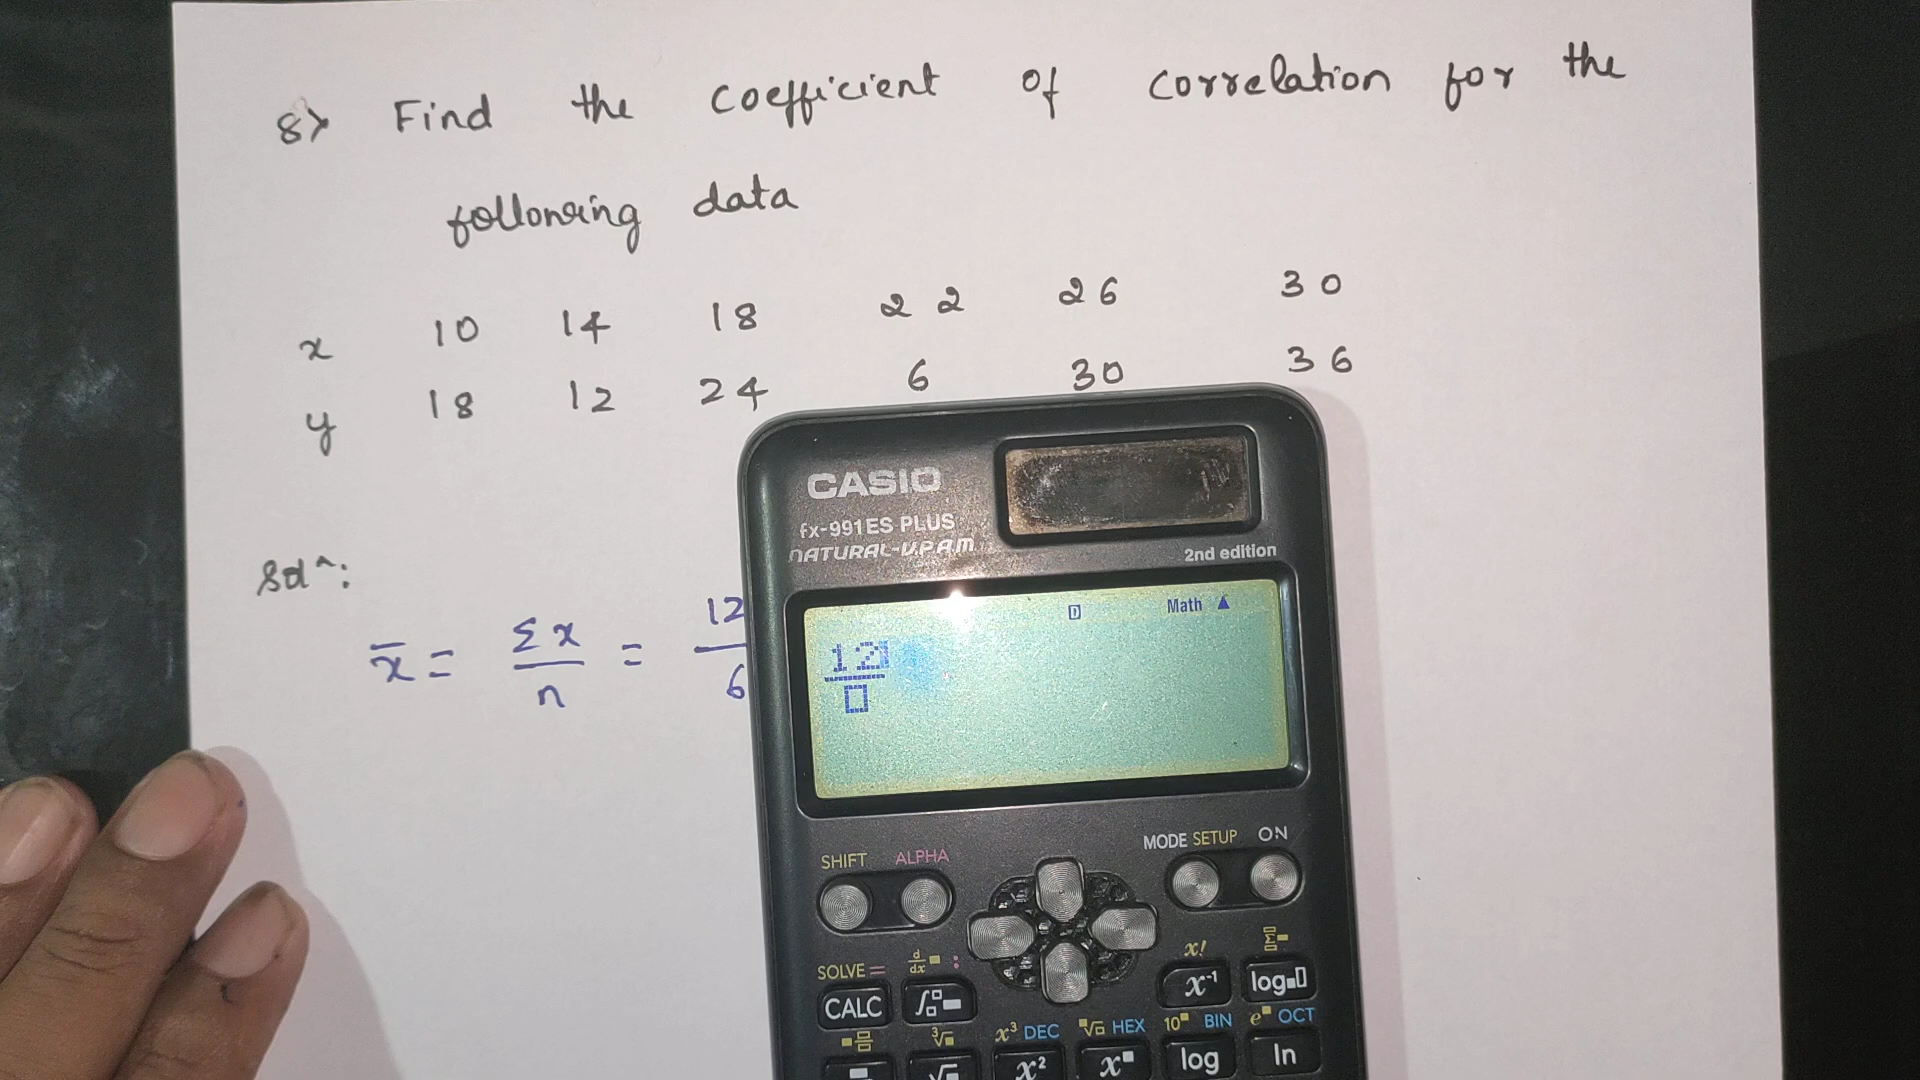 8> Find the coefficient of correlation for the
following data
x 10 14 18 22 26 30
y 18 12 24 6 30 36
Solⁿ:
x̄ = Σx/n = 12/6
CASIO
fx-991ES PLUS
NATURAL-V.P.A.M.
2nd edition
D Math ▲
12/□
MODE SETUP ON
SHIFT ALPHA
x! Σ
SOLVE = d/dx :
CALC ∫ x⁻¹ log
∛ x³ DEC √ HEX 10 BIN e OCT
√ x² x log ln